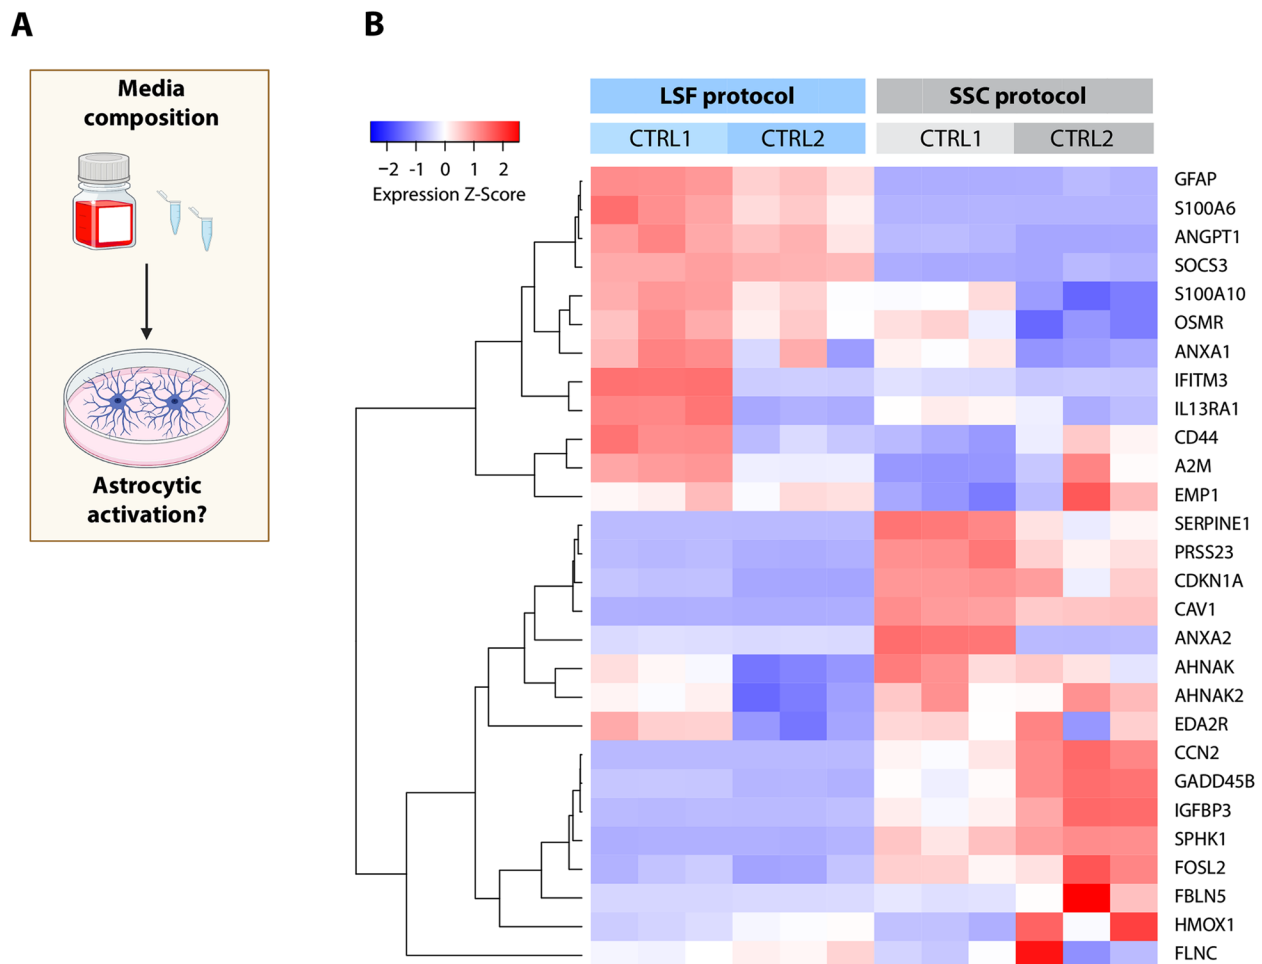 A
Media
composition
Astrocytic
activation?
B
LSF protocol
SSC protocol
CTRL1
CTRL2
CTRL1
CTRL2
−2 -1 0 1 2
Expression Z-Score
GFAP
S100A6
ANGPT1
SOCS3
S100A10
OSMR
ANXA1
IFITM3
IL13RA1
CD44
A2M
EMP1
SERPINE1
PRSS23
CDKN1A
CAV1
ANXA2
AHNAK
AHNAK2
EDA2R
CCN2
GADD45B
IGFBP3
SPHK1
FOSL2
FBLN5
HMOX1
FLNC